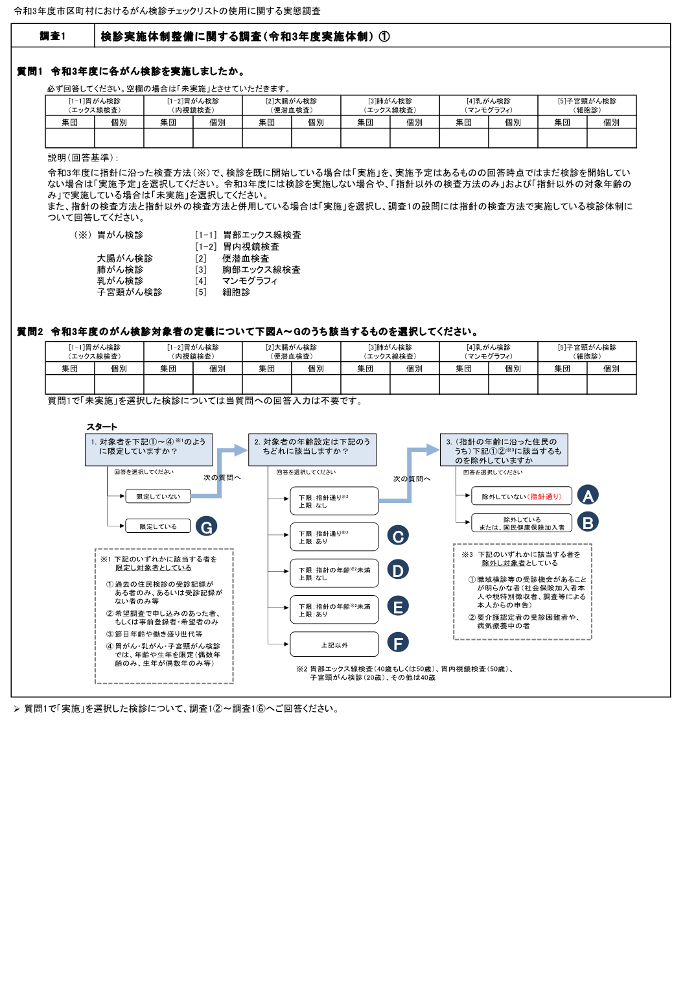 令和3年度市区町村におけるがん検診チェックリストの使用に関する実態調査
調査1 検診実施体制整備に関する調査（令和3年度実施体制）①
質問1 令和3年度に各がん検診を実施しましたか。
必ず回答してください。空欄の場合は「未実施」とさせていただきます。
[1-1]胃がん検診 [1-2]胃がん検診 [2]大腸がん検診 [3]肺がん検診 [4]乳がん検診 [5]子宮頸がん検診
（エックス線検査） （内視鏡検査） （便潜血検査） （エックス線検査） （マンモグラフィ） （細胞診）
集団 個別 集団 個別 集団 個別 集団 個別 集団 個別 集団 個別
説明（回答基準）:
令和3年度に指針に沿った検査方法（※）で、検診を既に開始している場合は「実施」を、実施予定はあるものの回答時点ではまだ検診を開始してい
ない場合は「実施予定」を選択してください。令和3年度には検診を実施しない場合や、「指針以外の検査方法のみ」および「指針以外の対象年齢の
み」で実施している場合は「未実施」を選択してください。
また、指針の検査方法と指針以外の検査方法と併用している場合は「実施」を選択し、調査1の設問には指針の検査方法で実施している検診体制に
ついて回答してください。
（※）胃がん検診 [1-1] 胃部エックス線検査
[1-2] 胃内視鏡検査
大腸がん検診 [2] 便潜血検査
肺がん検診 [3] 胸部エックス線検査
乳がん検診 [4] マンモグラフィ
子宮頸がん検診 [5] 細胞診
質問2 令和3年度のがん検診対象者の定義について下図A～Gのうち該当するものを選択してください。
[1-1]胃がん検診 [1-2]胃がん検診 [2]大腸がん検診 [3]肺がん検診 [4]乳がん検診 [5]子宮頸がん検診
（エックス線検査） （内視鏡検査） （便潜血検査） （エックス線検査） （マンモグラフィ） （細胞診）
集団 個別 集団 個別 集団 個別 集団 個別 集団 個別 集団 個別
質問1で「未実施」を選択した検診については当質問への回答入力は不要です。
スタート
1. 対象者を下記①～④※1のよう
に限定していますか？
回答を選択してください
次の質問へ
限定していない
限定している G
※1 下記のいずれかに該当する者を
限定し対象者としている
① 過去の住民検診の受診記録が
ある者のみ、あるいは受診記録が
ない者のみ等
② 希望調査で申し込みのあった者、
もしくは事前登録者・希望者のみ
③ 節目年齢や働き盛り世代等
④ 胃がん・乳がん・子宮頸がん検診
では、年齢や生年を限定（偶数年
齢のみ、生年が偶数年のみ等）
2. 対象者の年齢設定は下記のう
ちどれに該当しますか？
回答を選択してください
次の質問へ
下限：指針通り※2
上限：なし
下限：指針通り※2
上限：あり
C
下限：指針の年齢※2未満
上限：なし
D
下限：指針の年齢※2未満
上限：あり
E
上記以外 F
※2 胃部エックス線検査（40歳もしくは50歳）、胃内視鏡検査（50歳）、
子宮頸がん検診（20歳）、その他は40歳
3. （指針の年齢に沿った住民の
うち）下記①②※3に該当するも
のを除外していますか
回答を選択してください
除外していない（指針通り） A
除外している
または、国民健康保険加入者
B
※3 下記のいずれかに該当する者を
除外し対象者としている
① 職域検診等の受診機会があること
が明らかな者（社会保険加入者本
人や税特別徴収者、調査等による
本人からの申告）
② 要介護認定者の受診困難者や、
病気療養中の者
➢ 質問1で「実施」を選択した検診について、調査1②～調査1⑥へご回答ください。